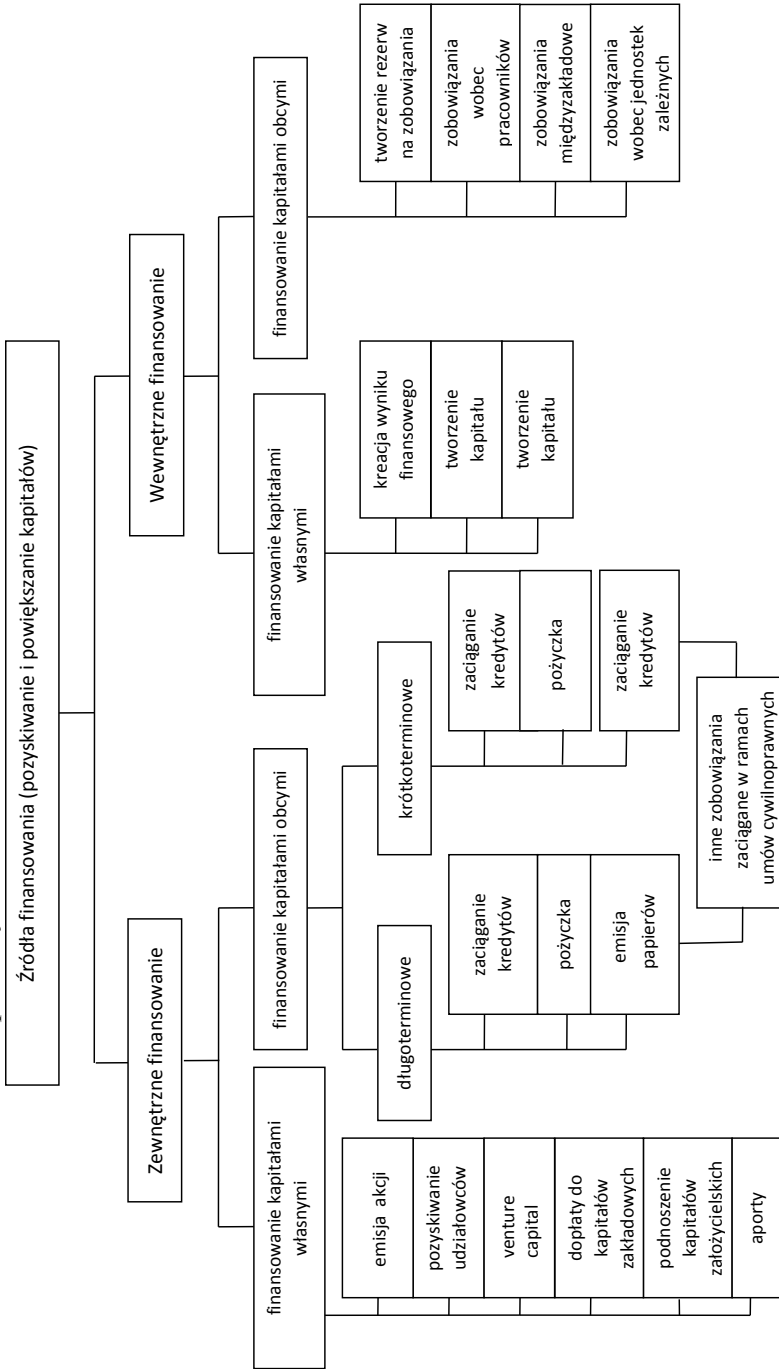 Źródła finansowania (pozyskiwanie i powiększanie kapitałów)
Zewnętrzne finansowanie
Wewnętrzne finansowanie
finansowanie kapitałami
własnymi
finansowanie kapitałami obcymi
finansowanie kapitałami
własnymi
finansowanie kapitałami obcymi
emisja akcji
pozyskiwanie
udziałowców
venture
capital
dopłaty do
kapitałów
zakładowych
podnoszenie
kapitałów
założycielskich
aporty
długoterminowe
zaciąganie
kredytów
pożyczka
emisja
papierów
krótkoterminowe
zaciąganie
kredytów
pożyczka
zaciąganie
kredytów
inne zobowiązania
zaciągane w ramach
umów cywilnoprawnych
kreacja wyniku
finansowego
tworzenie
kapitału
tworzenie
kapitału
tworzenie rezerw
na zobowiązania
zobowiązania
wobec
pracowników
zobowiązania
międzyzakładowe
zobowiązania
wobec jednostek
zależnych